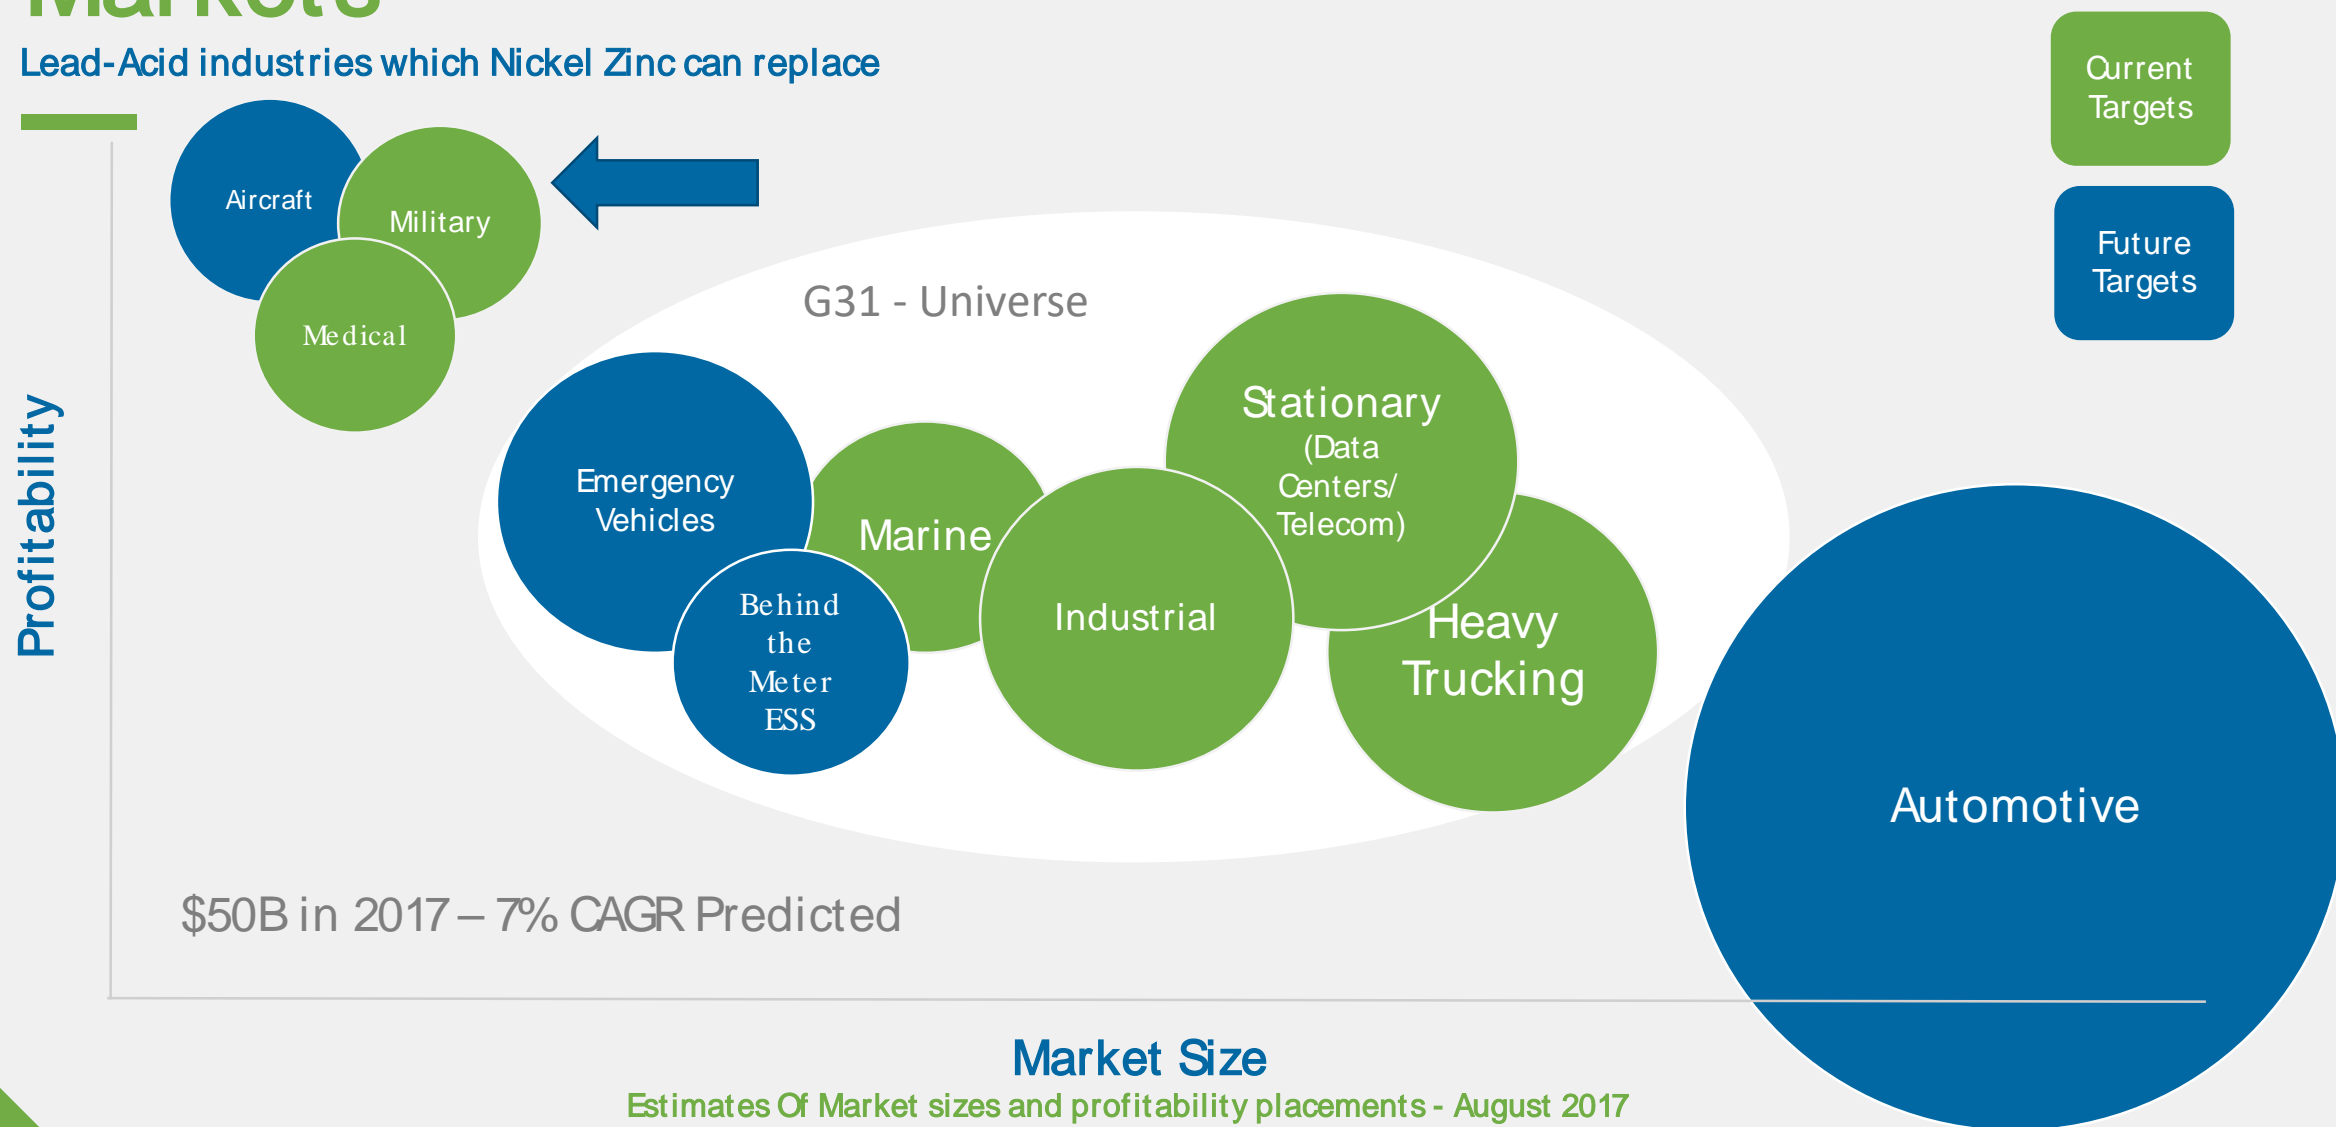 Markets
Lead-Acid industries which Nickel Zinc can replace
Current
Targets
Future
Targets
Aircraft
Military
Medical
G31 - Universe
Stationary
(Data
Centers/
Telecom)
Emergency
Vehicles
Marine
Industrial
Behind
the
Meter
ESS
Heavy
Trucking
Automotive
Profitability
$50B in 2017 – 7% CAGR Predicted
Market Size
Estimates Of Market sizes and profitability placements - August 2017